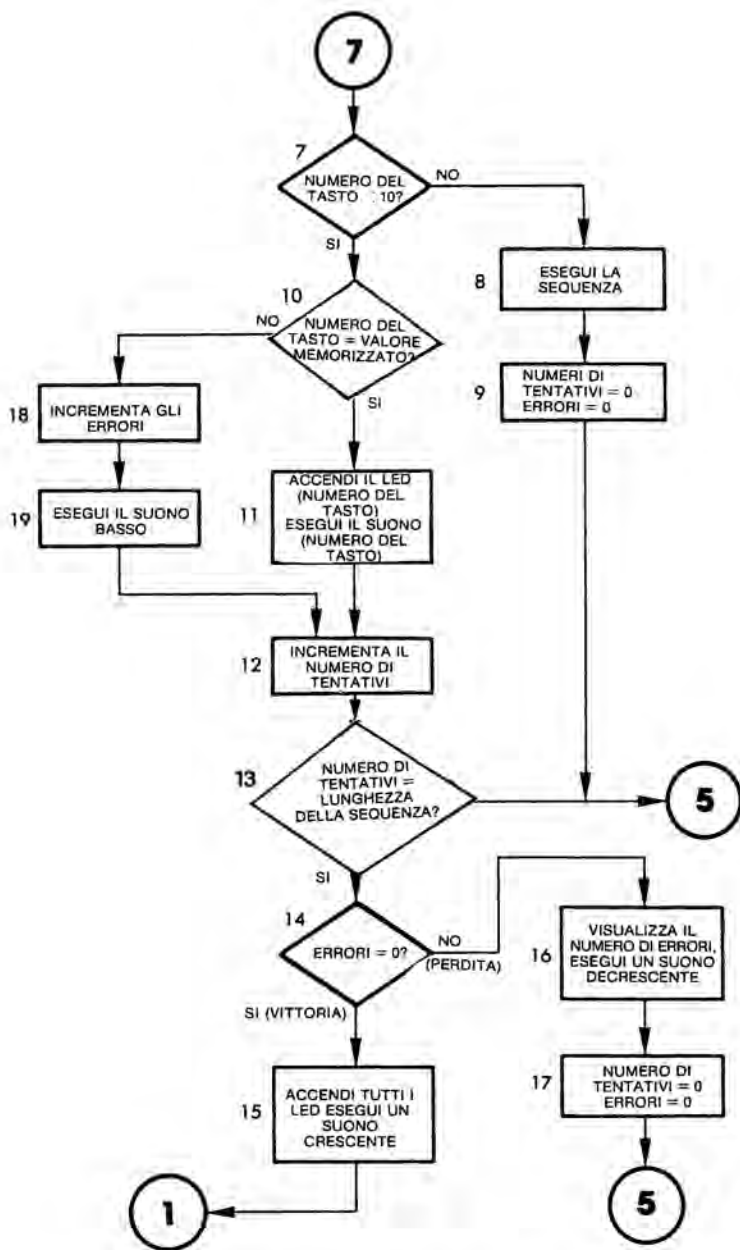 7
7
NUMERO DEL
TASTO 10?
NO
SI
8
ESEGUI LA
SEQUENZA
10
NUMERO DEL
TASTO = VALORE
MEMORIZZATO?
NO
SI
9
NUMERI DI
TENTATIVI = 0
ERRORI = 0
18
INCREMENTA GLI
ERRORI
11
ACCENDI IL LED
(NUMERO DEL
TASTO)
ESEGUI IL SUONO
(NUMERO DEL
TASTO)
19
ESEGUI IL SUONO
BASSO
12
INCREMENTA IL
NUMERO DI
TENTATIVI
13
NUMERO DI
TENTATIVI =
LUNGHEZZA
DELLA SEQUENZA?
5
SI
14
ERRORI = 0?
NO
(PERDITA)
16
VISUALIZZA IL
NUMERO DI ERRORI,
ESEGUI UN SUONO
DECRESCENTE
SI (VITTORIA)
15
ACCENDI TUTTI I
LED ESEGUI UN
SUONO
CRESCENTE
17
NUMERO DI
TENTATIVI = 0
ERRORI = 0
1
5